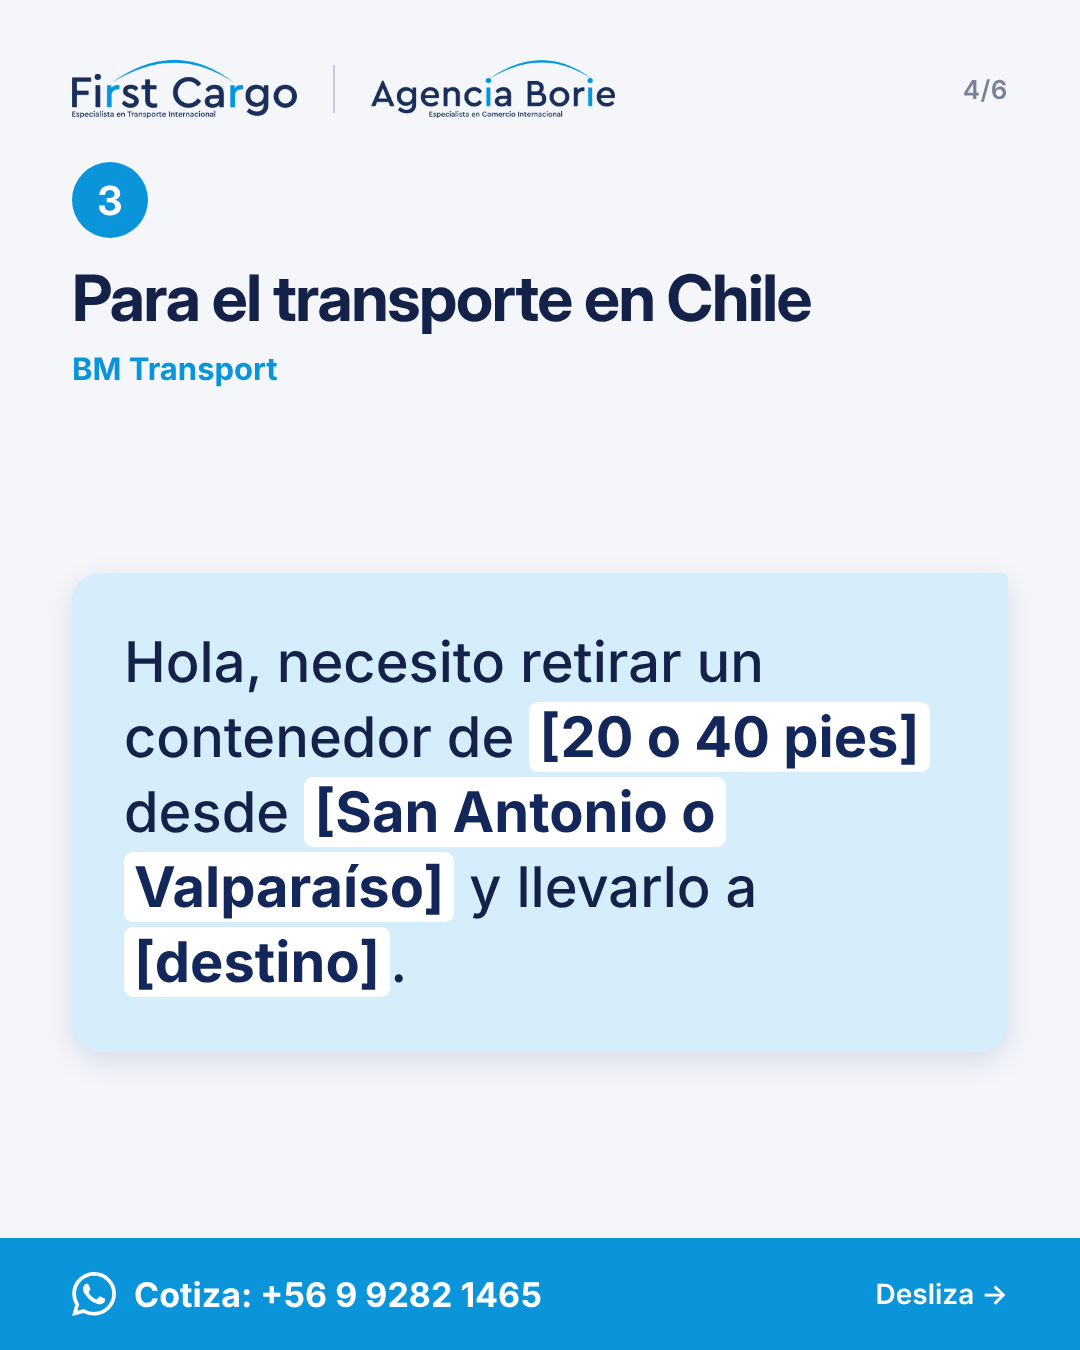 First Cargo
Especialista en Transporte Internacional
Agencia Borie
Especialista en Comercio Internacional
4/6
3
Para el transporte en Chile
BM Transport
Hola, necesito retirar un
contenedor de [20 o 40 pies]
desde [San Antonio o
Valparaíso] y llevarlo a
[destino].
Cotiza: +56 9 9282 1465
Desliza →